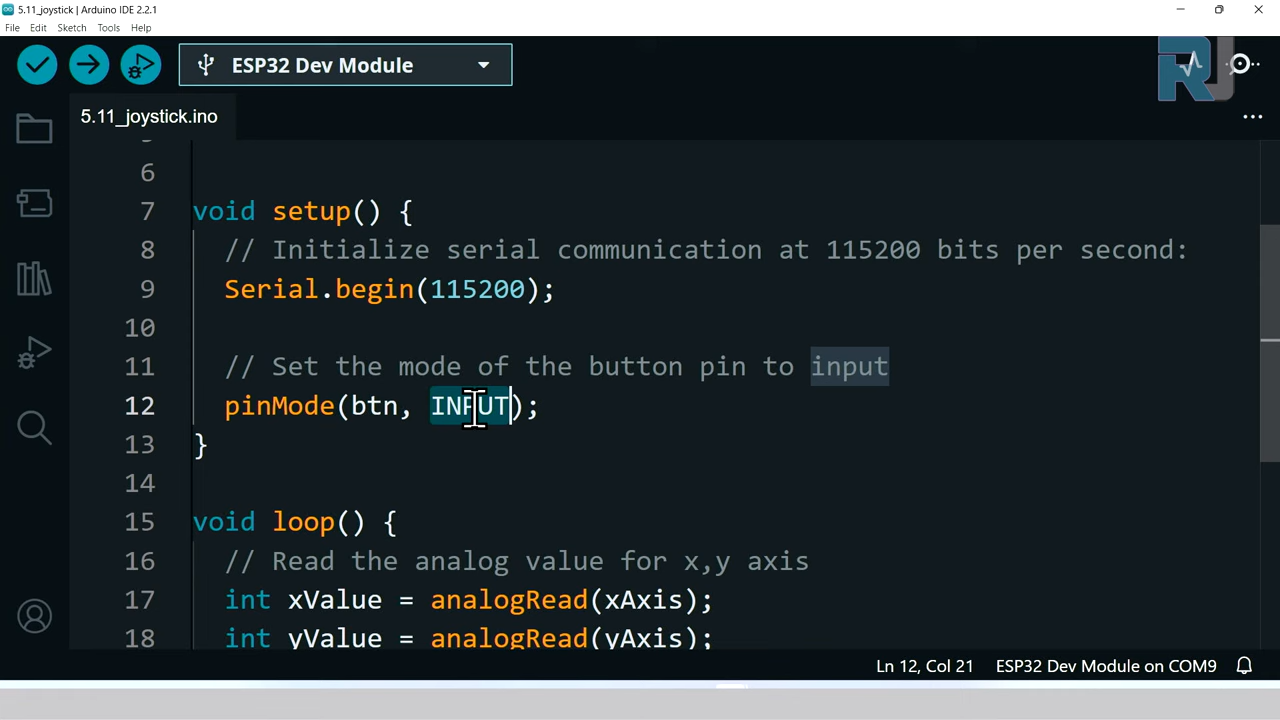 5.11_joystick | Arduino IDE 2.2.1
File Edit Sketch Tools Help
ESP32 Dev Module
RJ
5.11_joystick.ino
6
7 void setup() {
8 // Initialize serial communication at 115200 bits per second:
9 Serial.begin(115200);
10
11 // Set the mode of the button pin to input
12 pinMode(btn, INPUT);
13 }
14
15 void loop() {
16 // Read the analog value for x,y axis
17 int xValue = analogRead(xAxis);
18 int yValue = analogRead(yAxis);
Ln 12, Col 21 ESP32 Dev Module on COM9